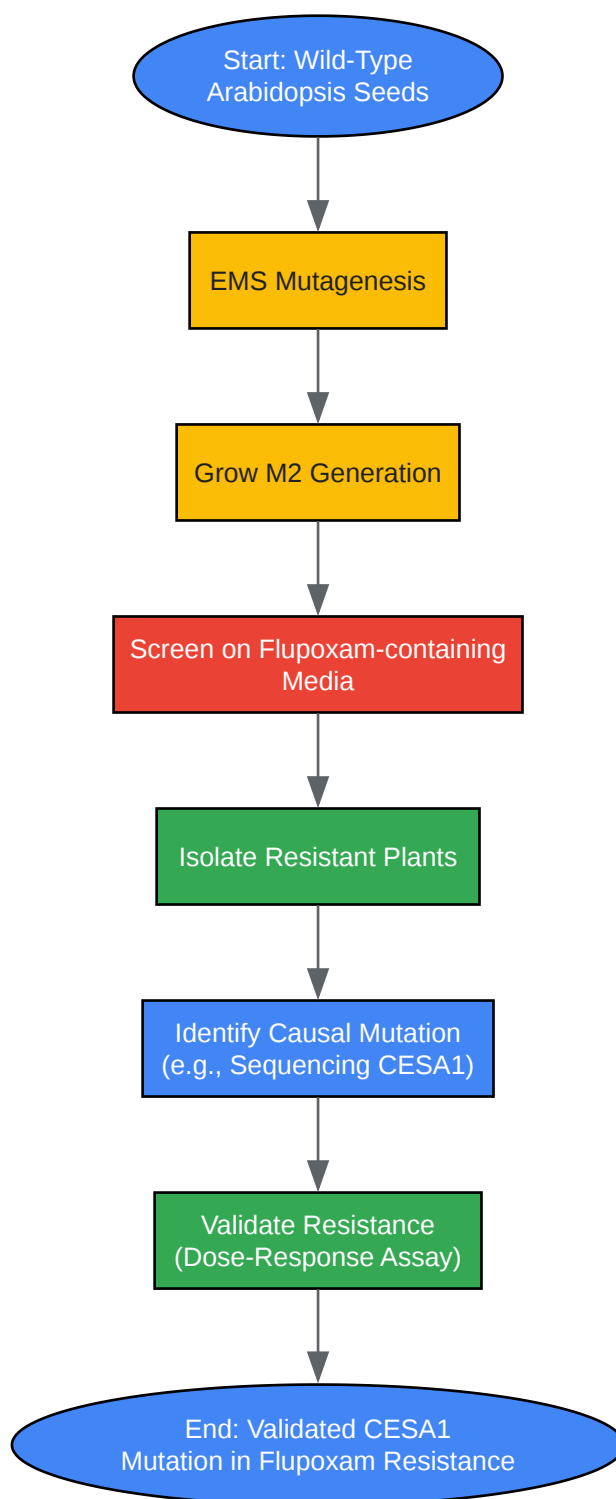 Start: Wild-Type
Arabidopsis Seeds
EMS Mutagenesis
Grow M2 Generation
Screen on Flupoxam-containing
Media
Isolate Resistant Plants
Identify Causal Mutation
(e.g., Sequencing CESA1)
Validate Resistance
(Dose-Response Assay)
End: Validated CESA1
Mutation in Flupoxam Resistance